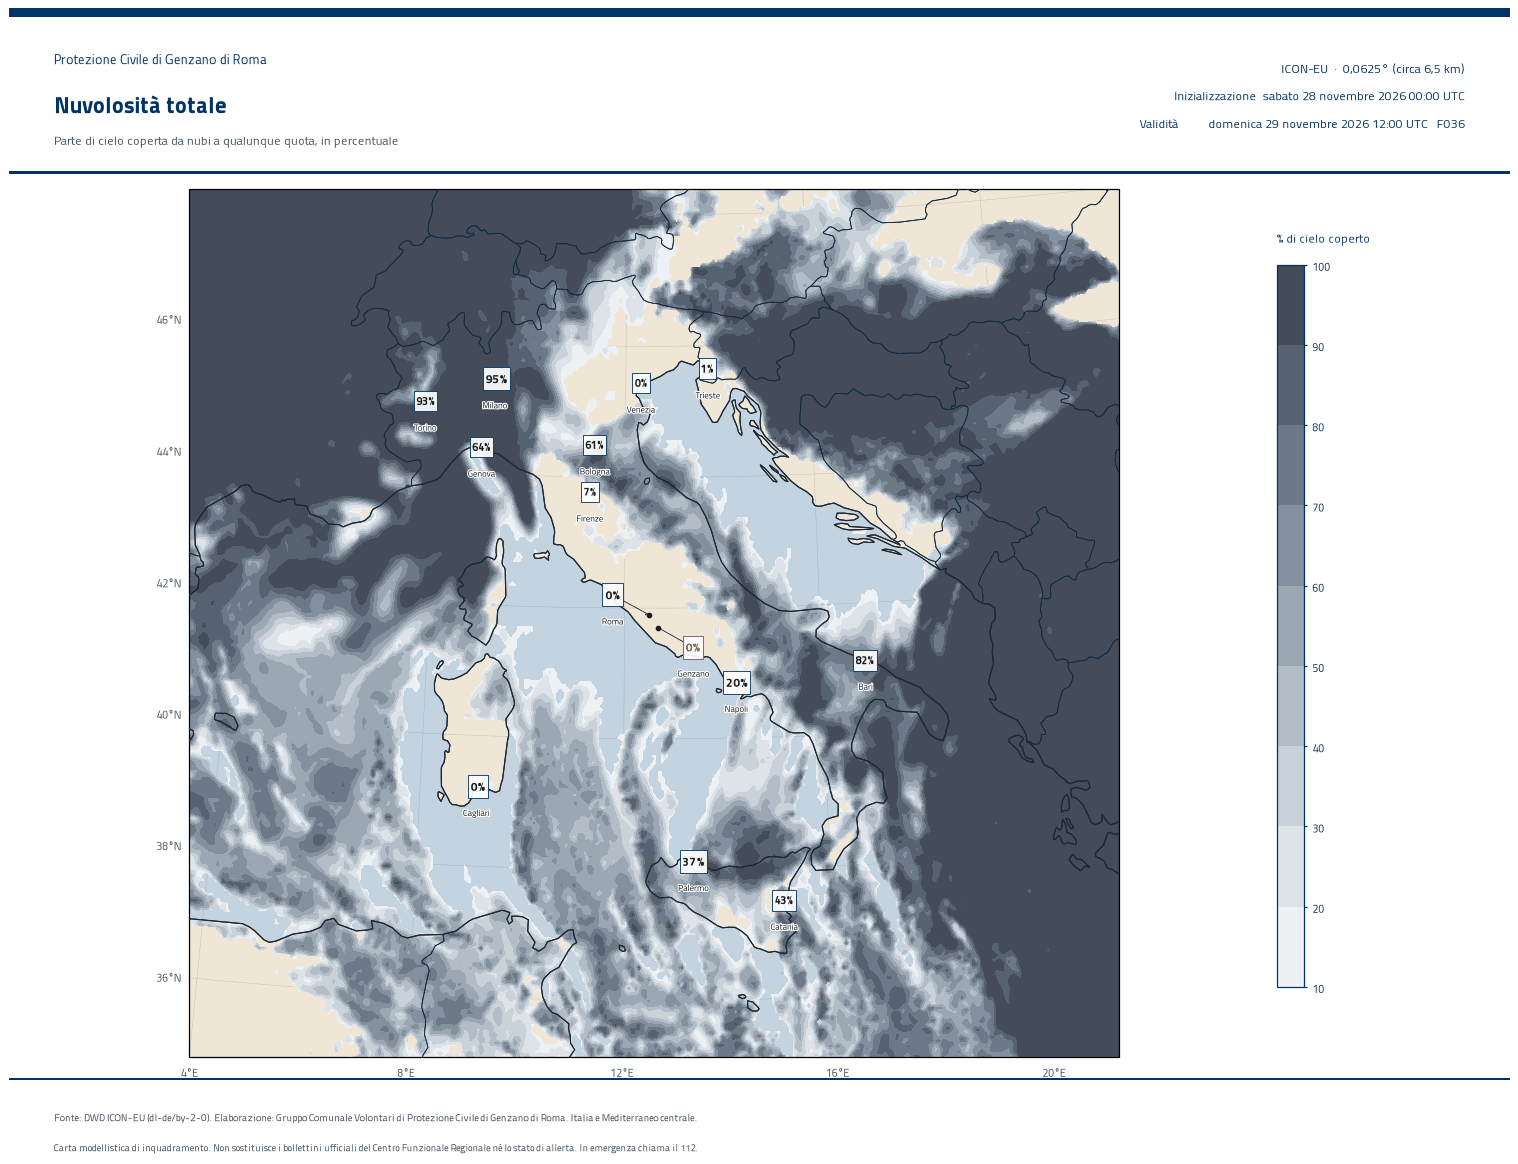 Protezione Civile di Genzano di Roma
Nuvolosità totale
Parte di cielo coperta da nubi a qualunque quota, in percentuale
ICON-EU · 0,0625° (circa 6,5 km)
Inizializzazione sabato 28 novembre 2026 00:00 UTC
Validità domenica 29 novembre 2026 12:00 UTC F036
% di cielo coperto
100
90
80
70
60
50
40
30
20
10
46°N
44°N
42°N
40°N
38°N
36°N
4°E
8°E
12°E
16°E
20°E
1%
Trieste
0%
Venezia
95%
Milano
93%
Torino
64%
Genova
61%
Bologna
7%
Firenze
0%
Roma
0%
Genzano
82%
Bari
20%
Napoli
0%
Cagliari
37%
Palermo
43%
Catania
Fonte: DWD ICON-EU (dl-de/by-2-0). Elaborazione: Gruppo Comunale Volontari di Protezione Civile di Genzano di Roma. Italia e Mediterraneo centrale.
Carta modellistica di inquadramento. Non sostituisce i bollettini ufficiali del Centro Funzionale Regionale né lo stato di allerta. In emergenza chiama il 112.